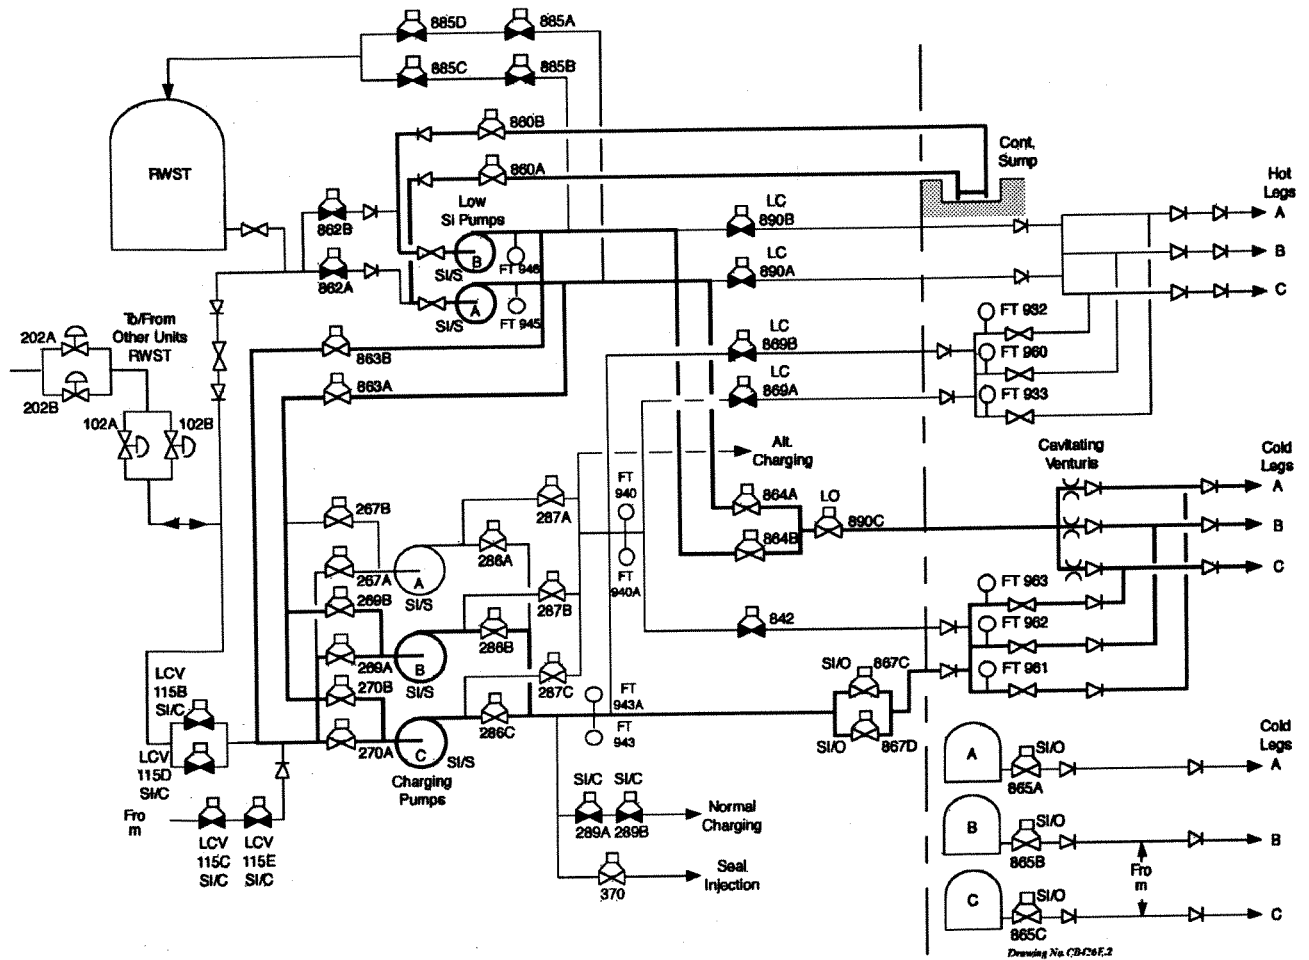 885D
885A
885C
885B
860B
860A
Cont.
Sump
RWST
Low
SI Pumps
LC
890B
Hot
Legs
A
862B
B
SI/S
FT 946
LC
890A
B
862A
A
SI/S
FT 945
C
To/From
Other Units
RWST
202A
863B
LC
869B
FT 932
FT 960
863A
LC
869A
FT 933
202B
102A
102B
Alt.
Charging
Cavitating
Venturis
Cold
Legs
A
FT
940
267B
287A
864A
LO
890C
B
286A
864B
267A
A
SI/S
FT
940A
C
FT 963
269B
287B
842
FT 962
286B
269A
B
SI/S
SI/O
867C
FT 961
LCV
115B
SI/C
270B
287C
FT
943A
286C
FT
943
LCV
115D
SI/C
270A
C
SI/S
SI/O
867D
Cold
Legs
A
Charging
Pumps
A
SI/O
865A
SI/C
SI/C
Fro
m
289A
289B
Normal
Charging
B
SI/O
865B
B
LCV
115C
SI/C
LCV
115E
SI/C
370
Seal
Injection
Fro
m
C
SI/O
865C
C
Drawing No. CB426E.2